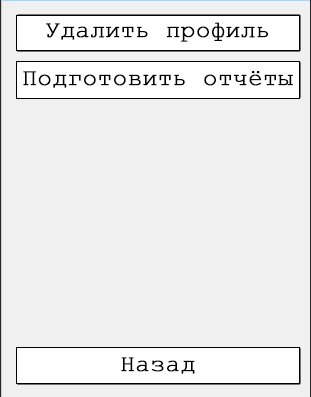 Удалить профиль
Подготовить отчёты
Назад